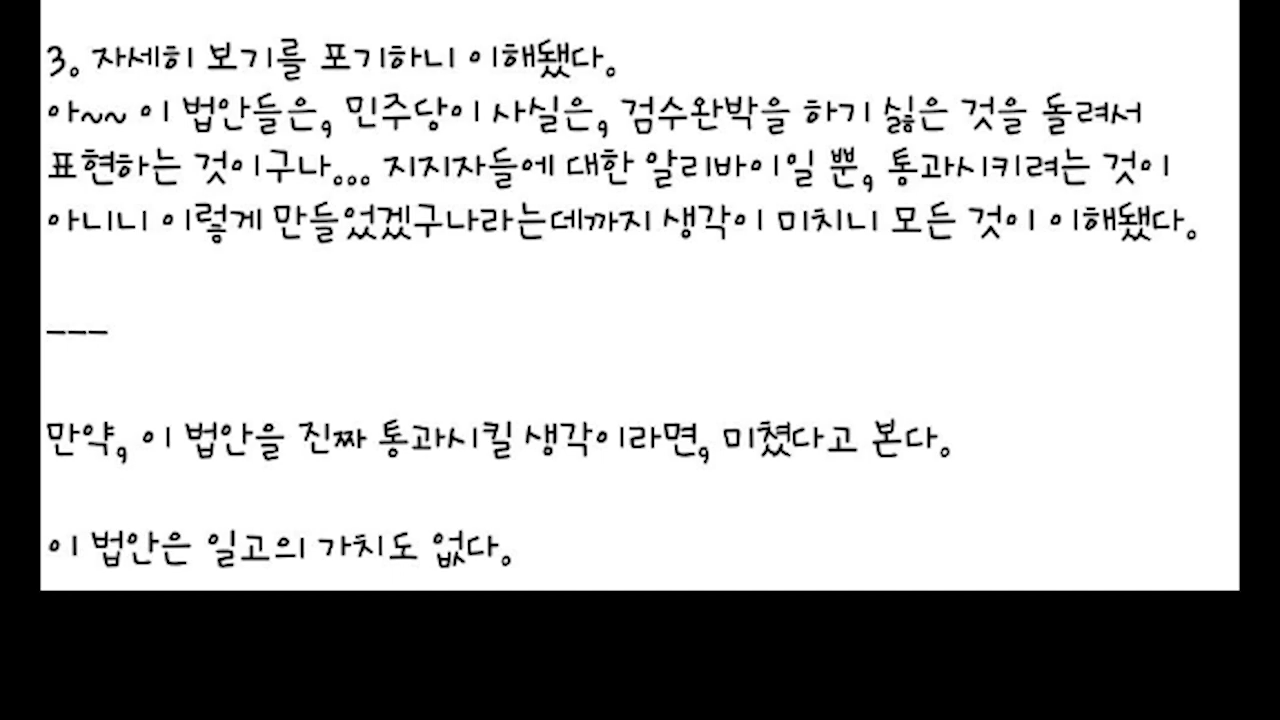 3. 자세히 보기를 포기하니 이해됐다.
아~~ 이 법안들은, 민주당이 사실은, 검수완박을 하기 싫은 것을 돌려서
표현하는 것이구나... 지지자들에 대한 알리바이일 뿐, 통과시키려는 것이
아니니 이렇게 만들었겠구나라는데까지 생각이 미치니 모든 것이 이해됐다.
---
만약, 이 법안을 진짜 통과시킬 생각이라면, 미쳤다고 본다.
이 법안은 일고의 가치도 없다.